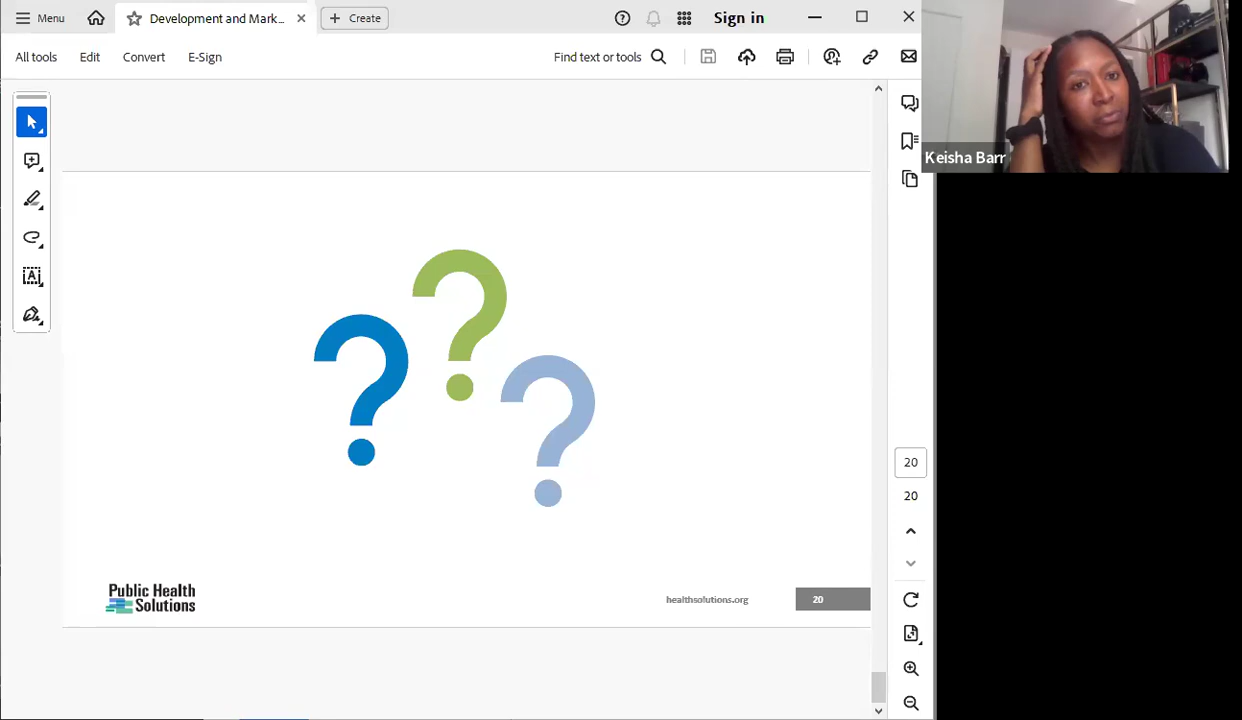 Menu
Development and Mark...
Create
Sign in
All tools
Edit
Convert
E-Sign
Find text or tools
Keisha Barr
? ? ?
Public Health
Solutions
healthsolutions.org
20
20
20